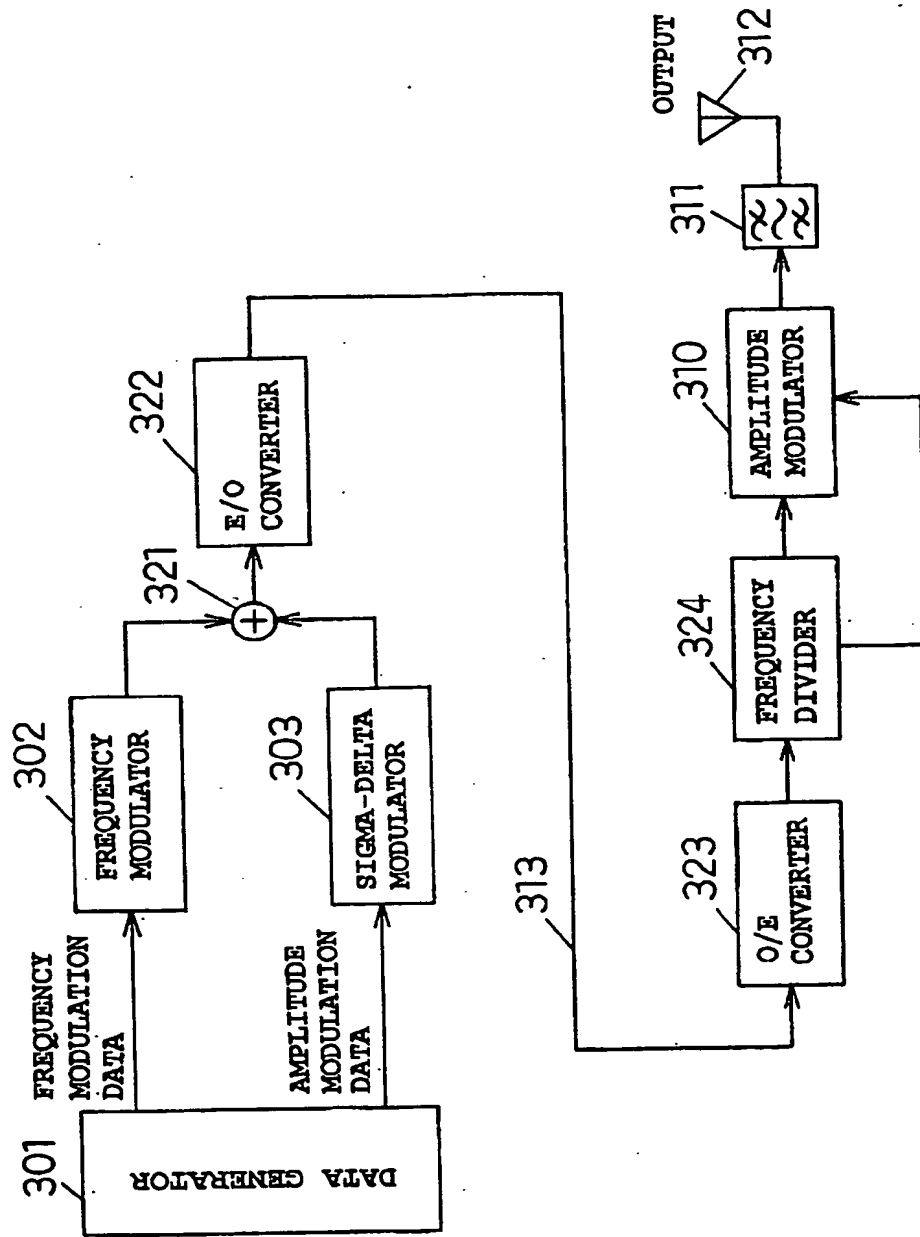 301
DATA GENERATOR
FREQUENCY
MODULATION
DATA
AMPLITUDE
MODULATION
DATA
302
FREQUENCY
MODULATOR
303
SIGMA-DELTA
MODULATOR
321
+
322
E/O
CONVERTER
313
323
O/E
CONVERTER
324
FREQUENCY
DIVIDER
310
AMPLITUDE
MODULATOR
311
OUTPUT
312